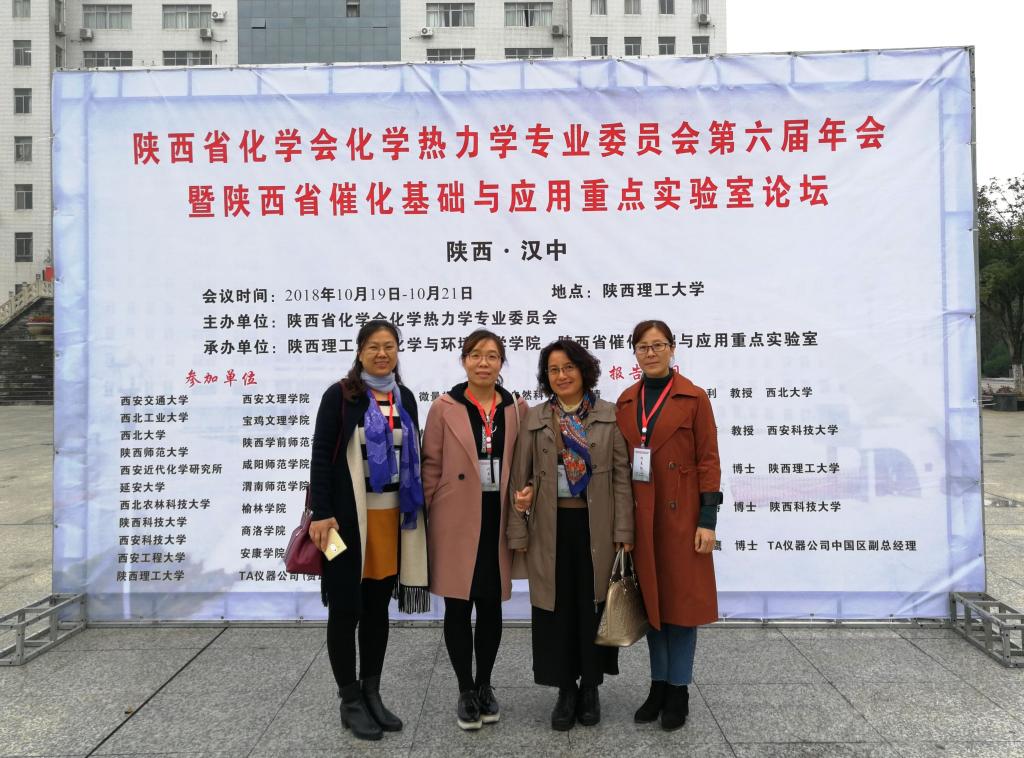 陕西省化学会化学热力学专业委员会第六届年会
暨陕西省催化基础与应用重点实验室论坛
陕西·汉中
会议时间：2018年10月19日-10月21日 地点：陕西理工大学
主办单位：陕西省化学会化学热力学专业委员会
承办单位：陕西理工 化学与环境 学学院 陕西省催化 础与应用重点实验室
参加单位 报告
西安交通大学 西安文理学院 微量 然科 利 教授 西北大学
西北工业大学 宝鸡文理学院
西北大学 陕西学前师范 教授 西安科技大学
陕西师范大学
西安近代化学研究所 咸阳师范学院 博士 陕西理工大学
延安大学 渭南师范学院
西北农林科技大学 榆林学院 博士 陕西科技大学
陕西科技大学
西安科技大学 商洛学院
西安工程大学 安康学院 鹰 博士 TA仪器公司中国区副总经理
陕西理工大学 TA仪器公司